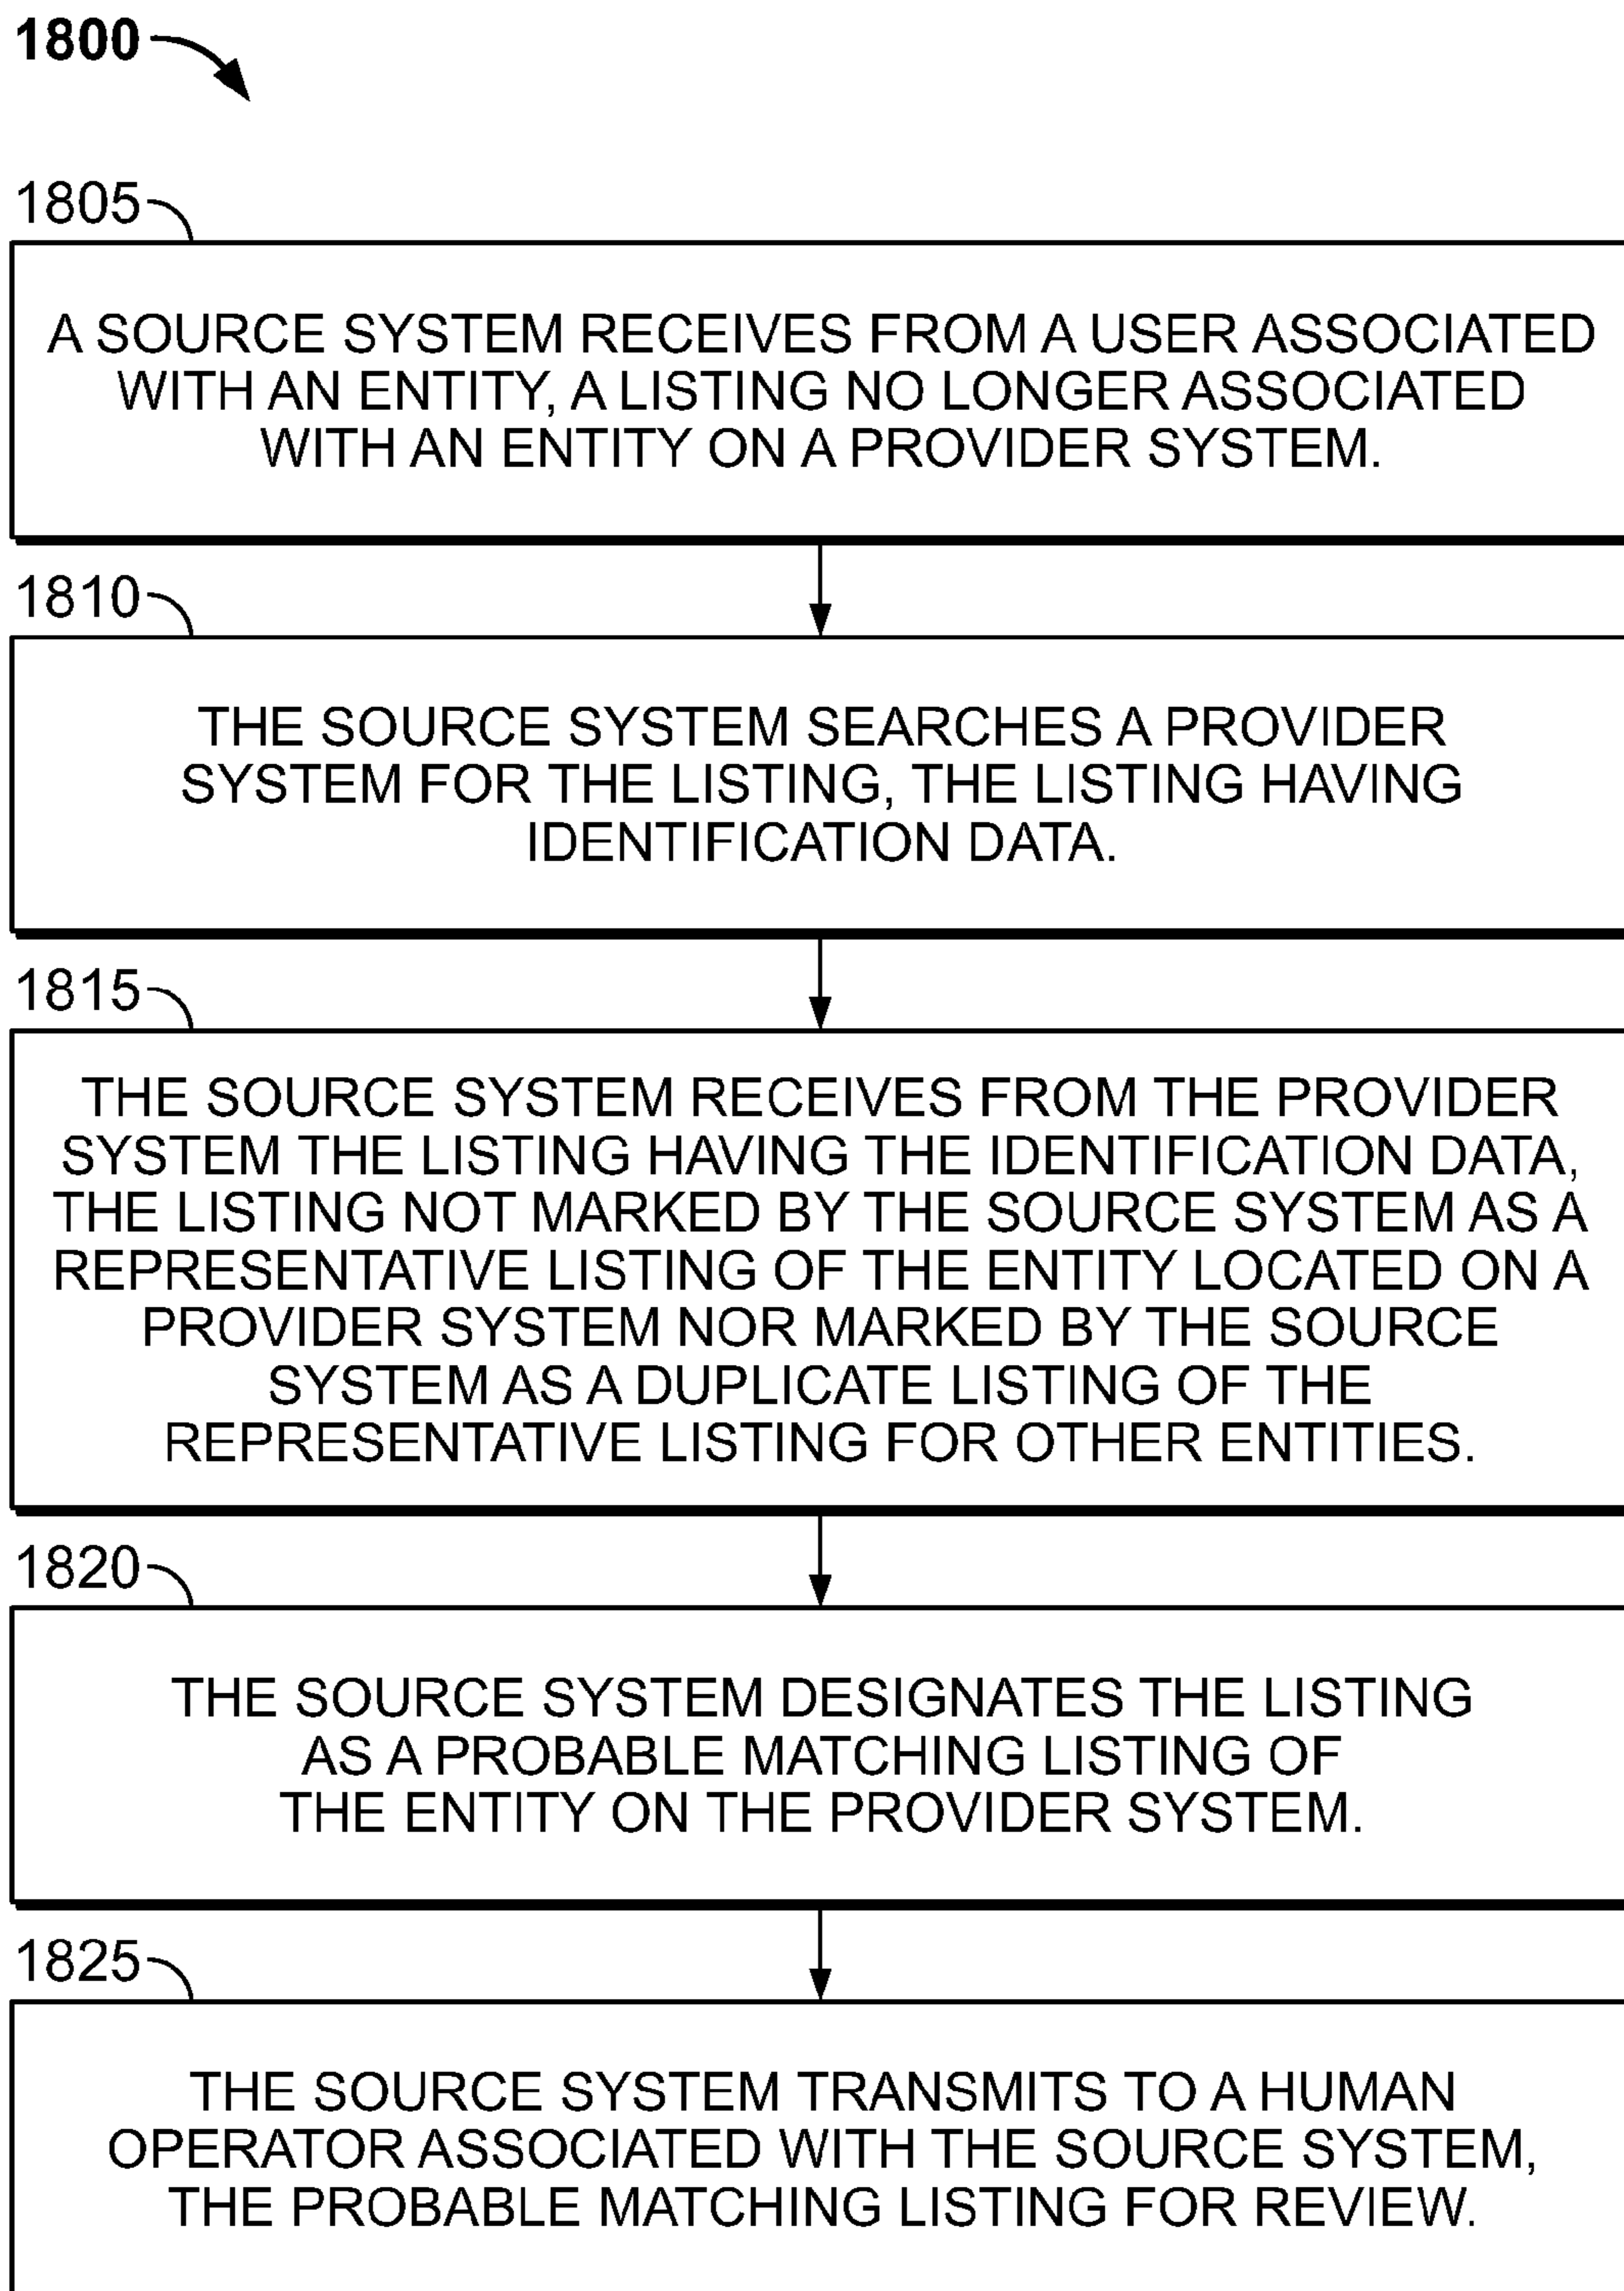 1800
1805
A SOURCE SYSTEM RECEIVES FROM A USER ASSOCIATED
WITH AN ENTITY, A LISTING NO LONGER ASSOCIATED
WITH AN ENTITY ON A PROVIDER SYSTEM.
1810
THE SOURCE SYSTEM SEARCHES A PROVIDER
SYSTEM FOR THE LISTING, THE LISTING HAVING
IDENTIFICATION DATA.
1815
THE SOURCE SYSTEM RECEIVES FROM THE PROVIDER
SYSTEM THE LISTING HAVING THE IDENTIFICATION DATA,
THE LISTING NOT MARKED BY THE SOURCE SYSTEM AS A
REPRESENTATIVE LISTING OF THE ENTITY LOCATED ON A
PROVIDER SYSTEM NOR MARKED BY THE SOURCE
SYSTEM AS A DUPLICATE LISTING OF THE
REPRESENTATIVE LISTING FOR OTHER ENTITIES.
1820
THE SOURCE SYSTEM DESIGNATES THE LISTING
AS A PROBABLE MATCHING LISTING OF
THE ENTITY ON THE PROVIDER SYSTEM.
1825
THE SOURCE SYSTEM TRANSMITS TO A HUMAN
OPERATOR ASSOCIATED WITH THE SOURCE SYSTEM,
THE PROBABLE MATCHING LISTING FOR REVIEW.